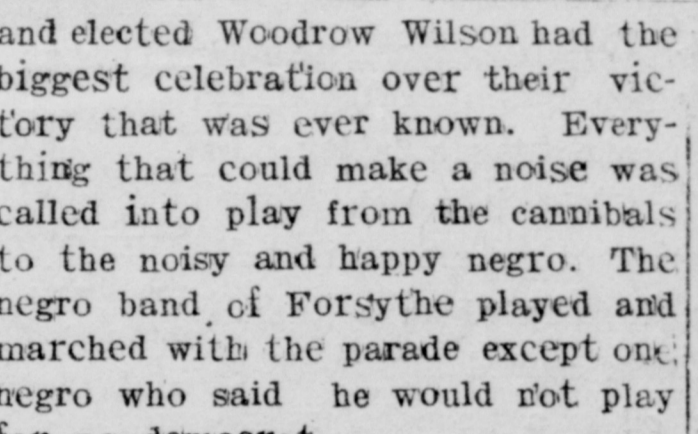 and elected Woodrow Wilson had the
biggest celebration over their vic-
tory that was ever known. Every-
thing that could make a noise was
called into play from the cannibals
to the noisy and happy negro. The
negro band of Forsythe played and
marched with the parade except one
negro who said he would not play